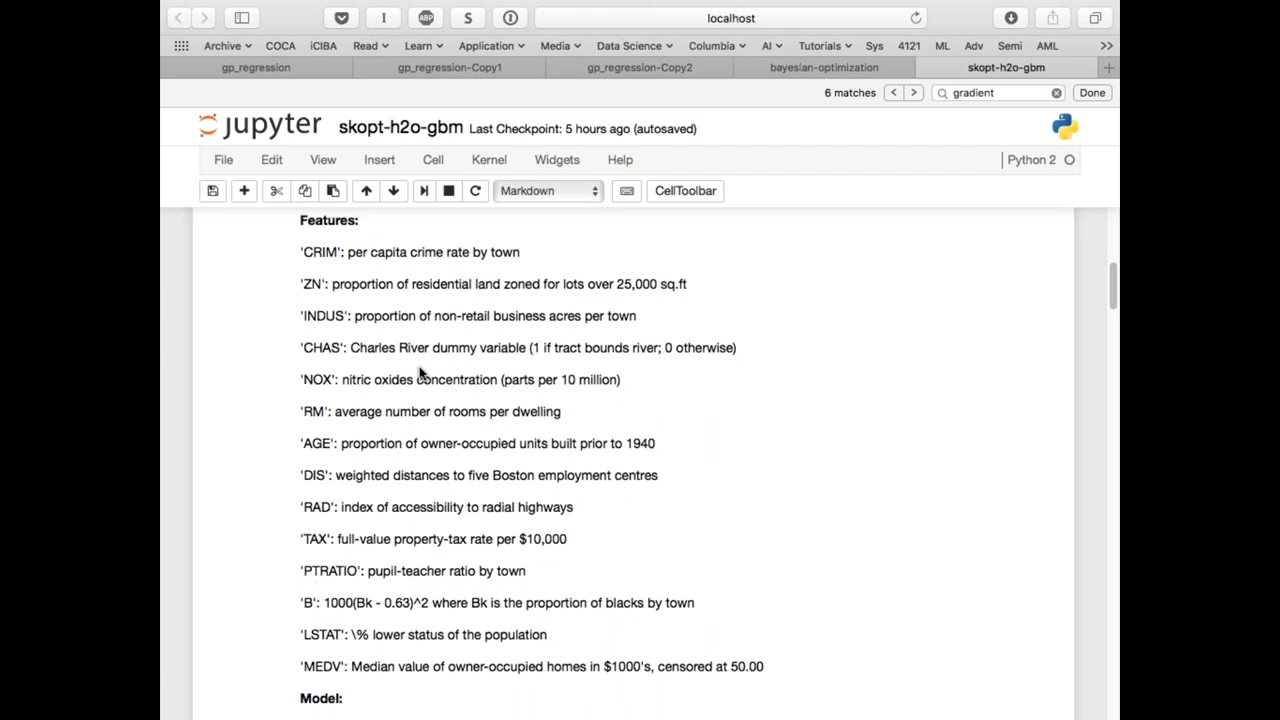 localhost
Archive COCA iCIBA Read Learn Application Media Data Science Columbia AI Tutorials Sys 4121 ML Adv Semi AML >>
gp_regression gp_regression-Copy1 gp_regression-Copy2 bayesian-optimization skopt-h2o-gbm +
6 matches < > gradient Done
jupyter skopt-h2o-gbm Last Checkpoint: 5 hours ago (autosaved)
File Edit View Insert Cell Kernel Widgets Help Python 2
Markdown CellToolbar
Features:
'CRIM': per capita crime rate by town
'ZN': proportion of residential land zoned for lots over 25,000 sq.ft
'INDUS': proportion of non-retail business acres per town
'CHAS': Charles River dummy variable (1 if tract bounds river; 0 otherwise)
'NOX': nitric oxides concentration (parts per 10 million)
'RM': average number of rooms per dwelling
'AGE': proportion of owner-occupied units built prior to 1940
'DIS': weighted distances to five Boston employment centres
'RAD': index of accessibility to radial highways
'TAX': full-value property-tax rate per $10,000
'PTRATIO': pupil-teacher ratio by town
'B': 1000(Bk - 0.63)^2 where Bk is the proportion of blacks by town
'LSTAT': \% lower status of the population
'MEDV': Median value of owner-occupied homes in $1000's, censored at 50.00
Model: